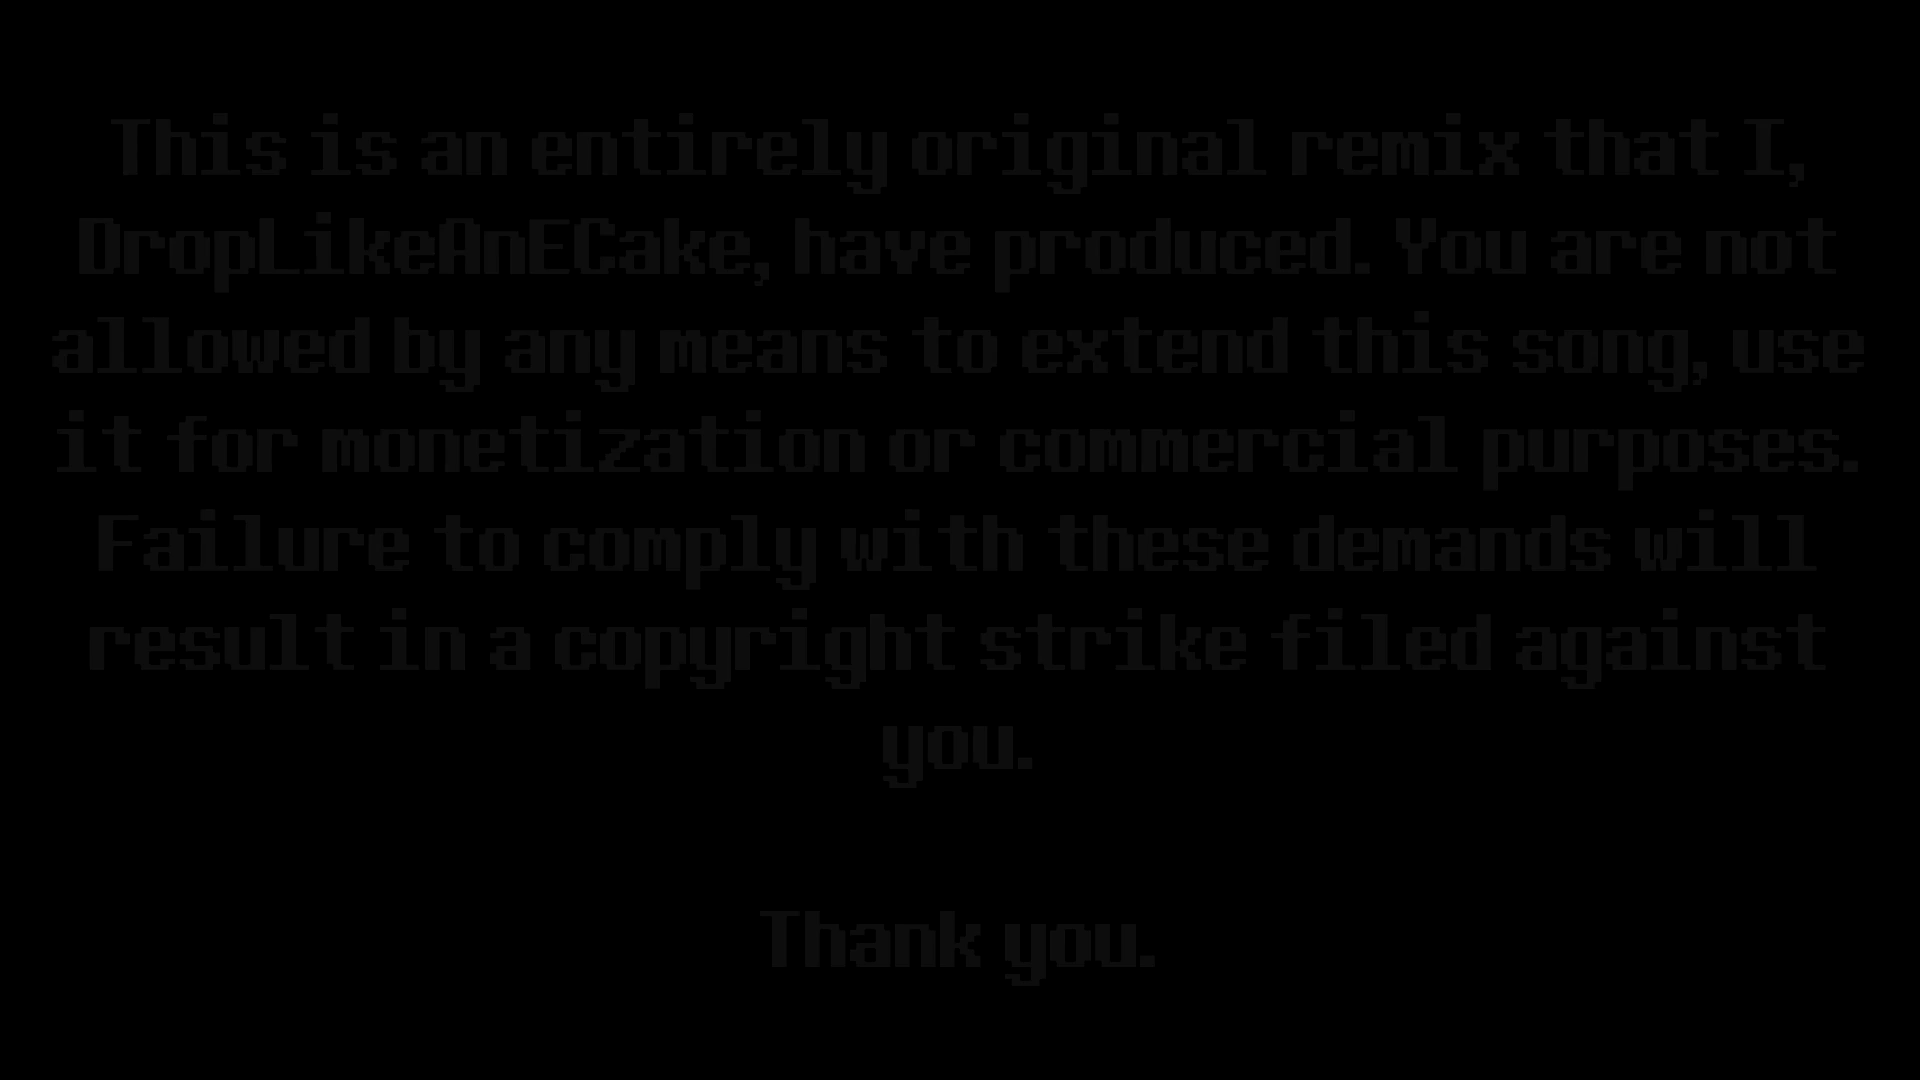 This is an entirely original remix that I,
DropLikeAnECake, have produced. You are not
allowed by any means to extend this song, use
it for monetization or commercial purposes.
Failure to comply with these demands will
result in a copyright strike filed against
you.
Thank you.